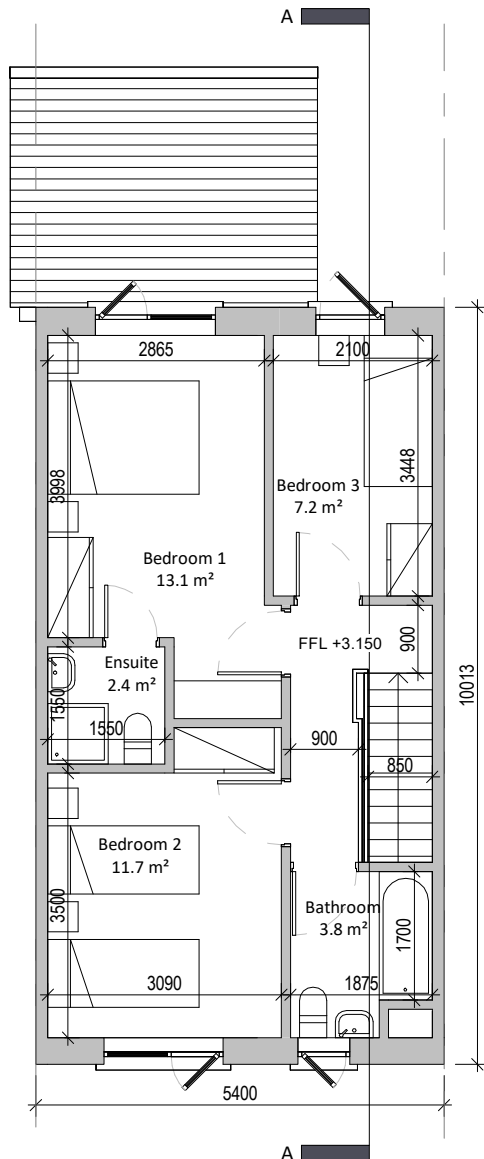 A
2865
2100
3998
3448
Bedroom 3
7.2 m²
Bedroom 1
13.1 m²
FFL +3.150
900
10013
Ensuite
2.4 m²
1550
1550
900
850
Bedroom 2
11.7 m²
3500
Bathroom
3.8 m²
1700
3090
1875
5400
A